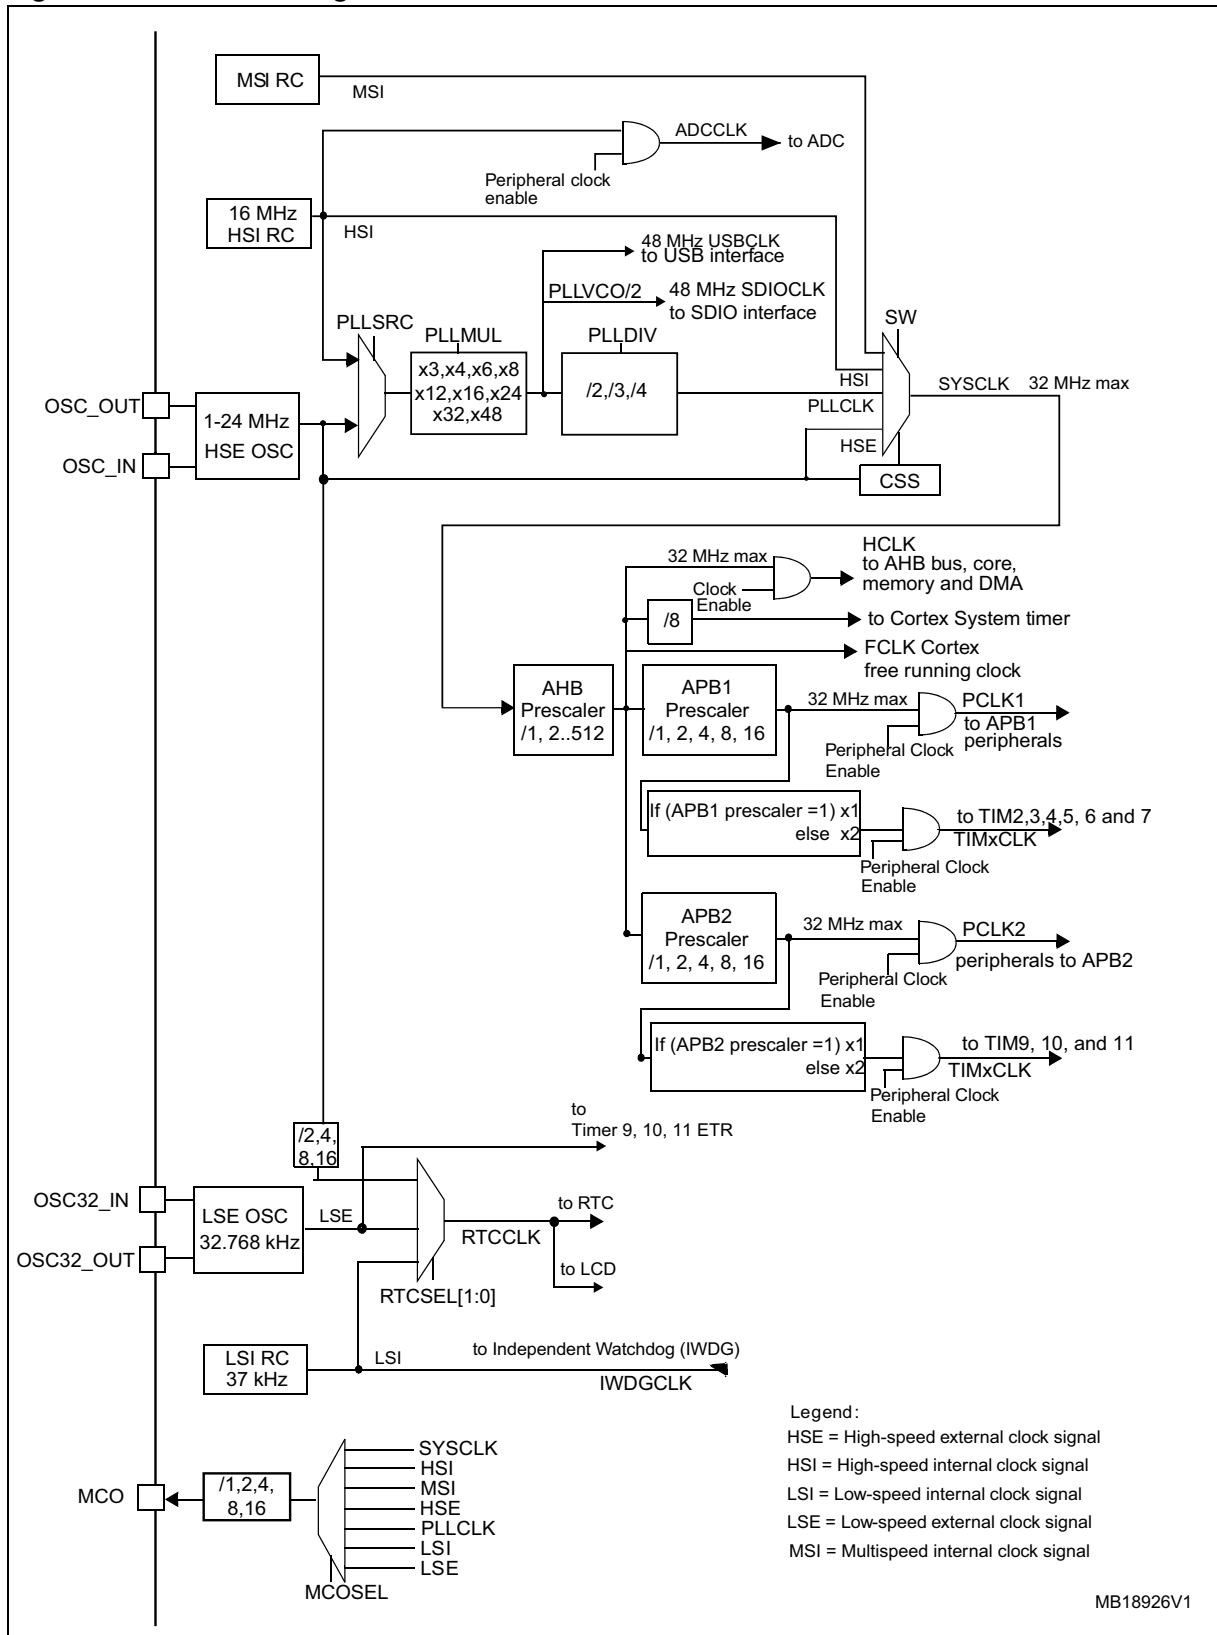 MSI RC
MSI
ADCCLK
to ADC
Peripheral clock
enable
16 MHz
HSI RC
HSI
48 MHz USBCLK
to USB interface
PLLVCO/2
48 MHz SDIOCLK
to SDIO interface
PLLSRC
PLLMUL
PLLDIV
SW
x3,x4,x6,x8
x12,x16,x24
x32,x48
/2,/3,/4
HSI
PLLCLK
HSE
SYSCLK
32 MHz max
OSC_OUT
OSC_IN
1-24 MHz
HSE OSC
CSS
32 MHz max
HCLK
to AHB bus, core,
memory and DMA
Clock
Enable
/8
to Cortex System timer
FCLK Cortex
free running clock
AHB
Prescaler
/1, 2..512
APB1
Prescaler
/1, 2, 4, 8, 16
32 MHz max
PCLK1
to APB1
peripherals
Peripheral Clock
Enable
If (APB1 prescaler =1) x1
else x2
to TIM2,3,4,5, 6 and 7
TIMxCLK
Peripheral Clock
Enable
APB2
Prescaler
/1, 2, 4, 8, 16
32 MHz max
PCLK2
peripherals to APB2
Peripheral Clock
Enable
If (APB2 prescaler =1) x1
else x2
to TIM9, 10, and 11
TIMxCLK
Peripheral Clock
Enable
to
Timer 9, 10, 11 ETR
/2,4,
8,16
OSC32_IN
OSC32_OUT
LSE OSC
32.768 kHz
LSE
RTCCLK
to RTC
to LCD
RTCSEL[1:0]
LSI RC
37 kHz
LSI
to Independent Watchdog (IWDG)
IWDGCLK
MCO
/1,2,4,
8,16
SYSCLK
HSI
MSI
HSE
PLLCLK
LSI
LSE
MCOSEL
Legend:
HSE = High-speed external clock signal
HSI = High-speed internal clock signal
LSI = Low-speed internal clock signal
LSE = Low-speed external clock signal
MSI = Multispeed internal clock signal
MB18926V1